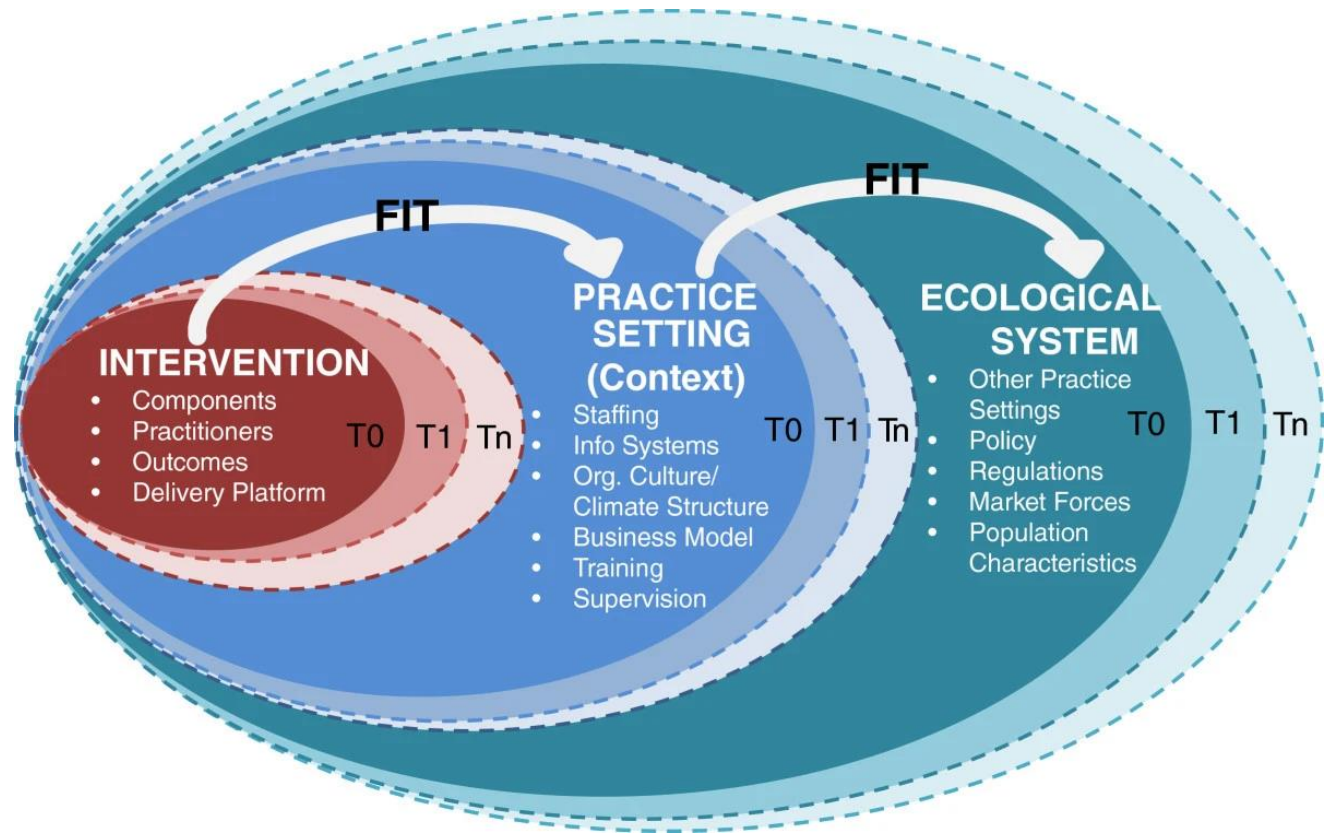 FIT
INTERVENTION
• Components
• Practitioners
• Outcomes
• Delivery Platform
T0
T1
Tn
FIT
PRACTICE
SETTING
(Context)
• Staffing
• Info Systems
• Org. Culture/
Climate Structure
• Business Model
• Training
• Supervision
T0
T1
Tn
ECOLOGICAL
SYSTEM
• Other Practice
Settings
• Policy
• Regulations
• Market Forces
• Population
Characteristics
T0
T1
Tn